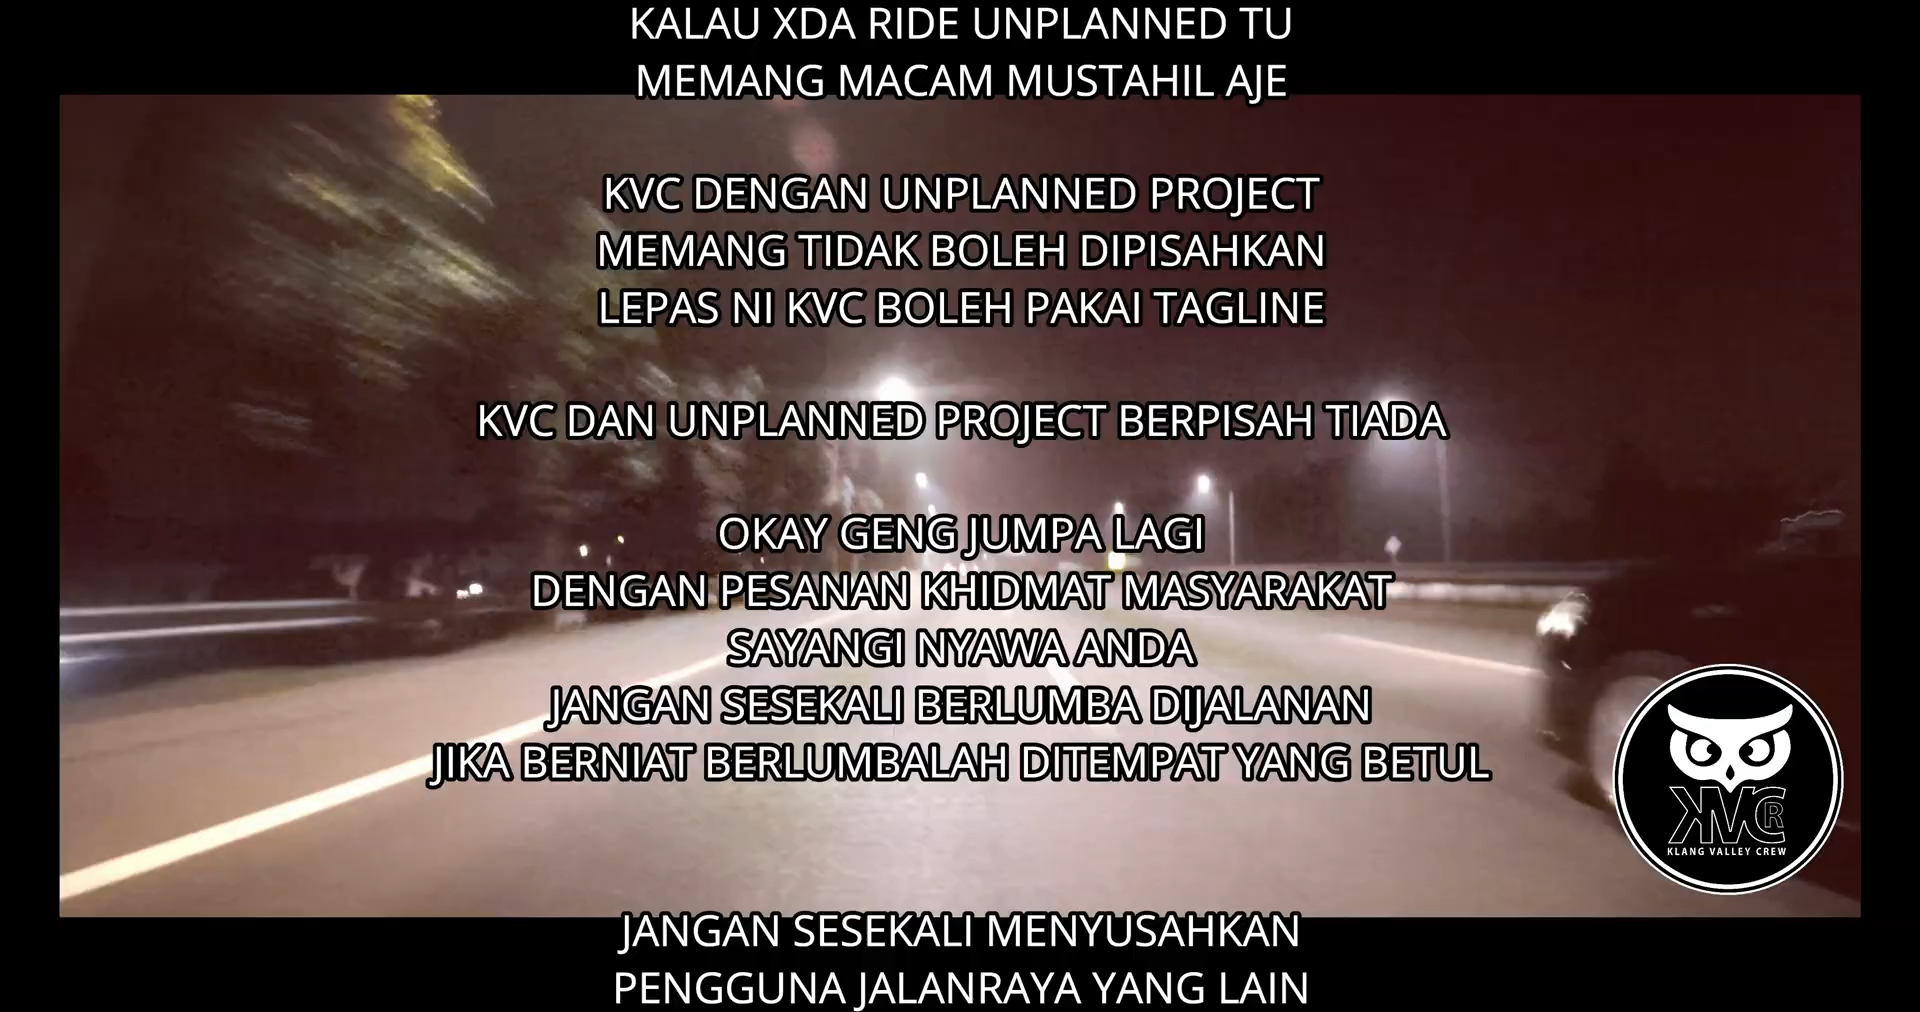 KALAU XDA RIDE UNPLANNED TU
MEMANG MACAM MUSTAHIL AJE
KVC DENGAN UNPLANNED PROJECT
MEMANG TIDAK BOLEH DIPISAHKAN
LEPAS NI KVC BOLEH PAKAI TAGLINE
KVC DAN UNPLANNED PROJECT BERPISAH TIADA
OKAY GENG JUMPA LAGI
DENGAN PESANAN KHIDMAT MASYARAKAT
SAYANGI NYAWA ANDA
JANGAN SESEKALI BERLUMBA DIJALANAN
JIKA BERNIAT BERLUMBALAH DITEMPAT YANG BETUL
KVCR
KLANG VALLEY CREW
JANGAN SESEKALI MENYUSAHKAN
PENGGUNA JALANRAYA YANG LAIN